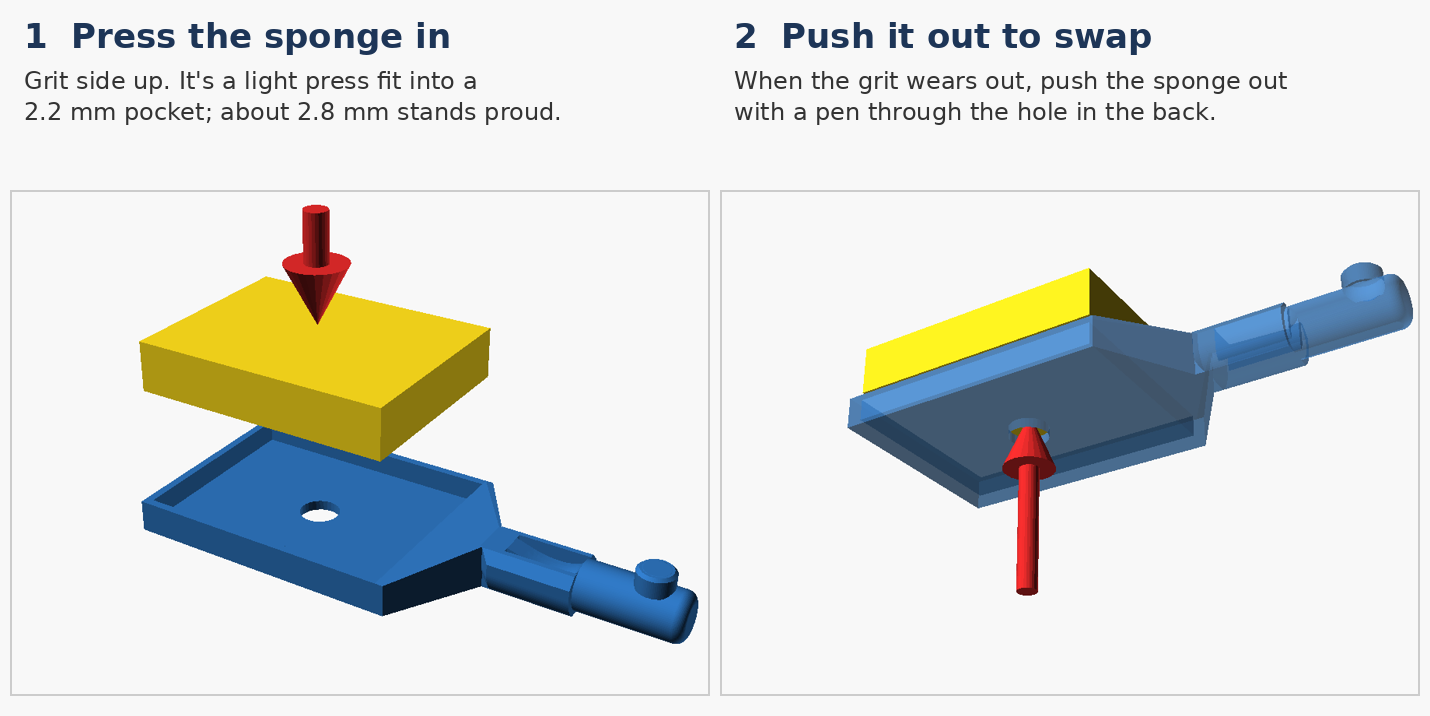 1 Press the sponge in
Grit side up. It's a light press fit into a
2.2 mm pocket; about 2.8 mm stands proud.
2 Push it out to swap
When the grit wears out, push the sponge out
with a pen through the hole in the back.